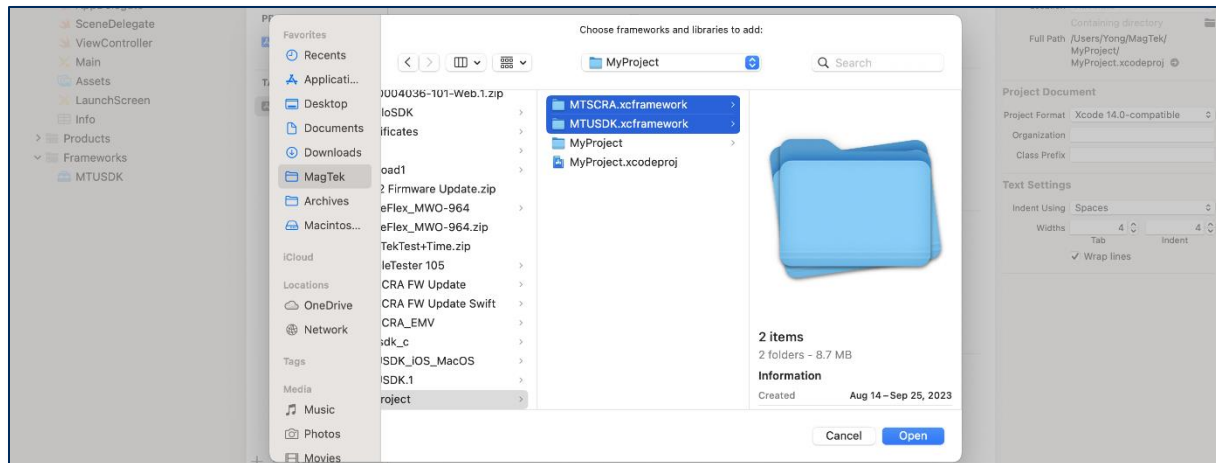 SceneDelegate
ViewController
Main
Assets
LaunchScreen
Info
Products
Frameworks
MTUSDK
Favorites
Recents
Applicati...
Desktop
Documents
Downloads
MagTek
Archives
Macintos...
iCloud
Locations
OneDrive
Network
Tags
Media
Music
Photos
Movies
Choose frameworks and libraries to add:
MyProject
Search
0004036-101-Web.1.zip
loSDK
ificates
oad1
2 Firmware Update.zip
eFlex_MWO-964
eFlex_MWO-964.zip
TekTest+Time.zip
leTester 105
CRA FW Update
CRA FW Update Swift
CRA_EMV
sdk_c
ISDK_iOS_MacOS
ISDK.1
roject
MTSCRA.xcframework
MTUSDK.xcframework
MyProject
MyProject.xcodeproj
2 items
2 folders - 8.7 MB
Information
Created Aug 14 – Sep 25, 2023
Cancel Open
Containing directory
Full Path /Users/Yong/MagTek/
MyProject/
MyProject.xcodeproj
Project Document
Project Format Xcode 14.0-compatible
Organization
Class Prefix
Text Settings
Indent Using Spaces
Widths 4 4
Tab Indent
Wrap lines